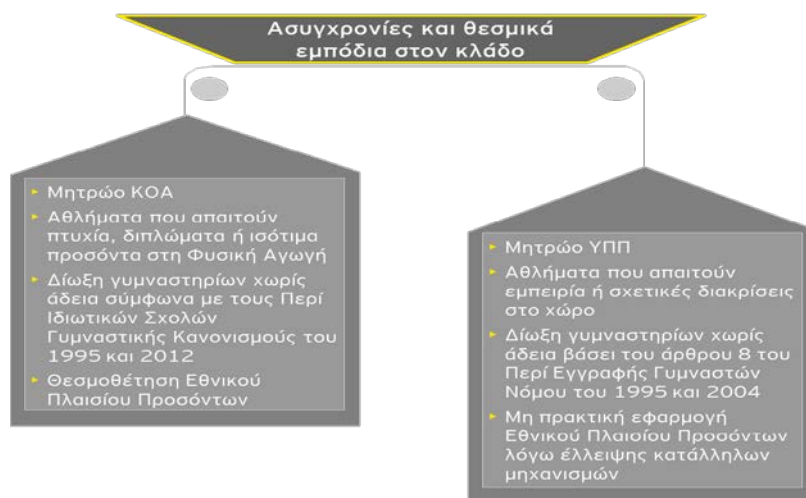 Ασυγχρονίες και θεσμικά
εμπόδια στον κλάδο
Μητρώο ΚΟΑ
Αθλήματα που απαιτούν
πτυχία, διπλώματα ή ισότιμα
προσόντα στη Φυσική Αγωγή
Δίωξη γυμναστηρίων χωρίς
άδεια σύμφωνα με τους Περί
Ιδιωτικών Σχολών
Γυμναστικής Κανονισμούς του
1995 και 2012
Θεσμοθέτηση Εθνικού
Πλαισίου Προσόντων
Μητρώο ΥΠΠ
Αθλήματα που απαιτούν
εμπειρία ή σχετικές διακρίσεις
στο χώρο
Δίωξη γυμναστηρίων χωρίς
άδεια βάσει του άρθρου 8 του
Περί Εγγραφής Γυμναστών
Νόμου του 1995 και 2004
Μη πρακτική εφαρμογή
Εθνικού Πλαισίου Προσόντων
λόγω έλλειψης κατάλληλων
μηχανισμών